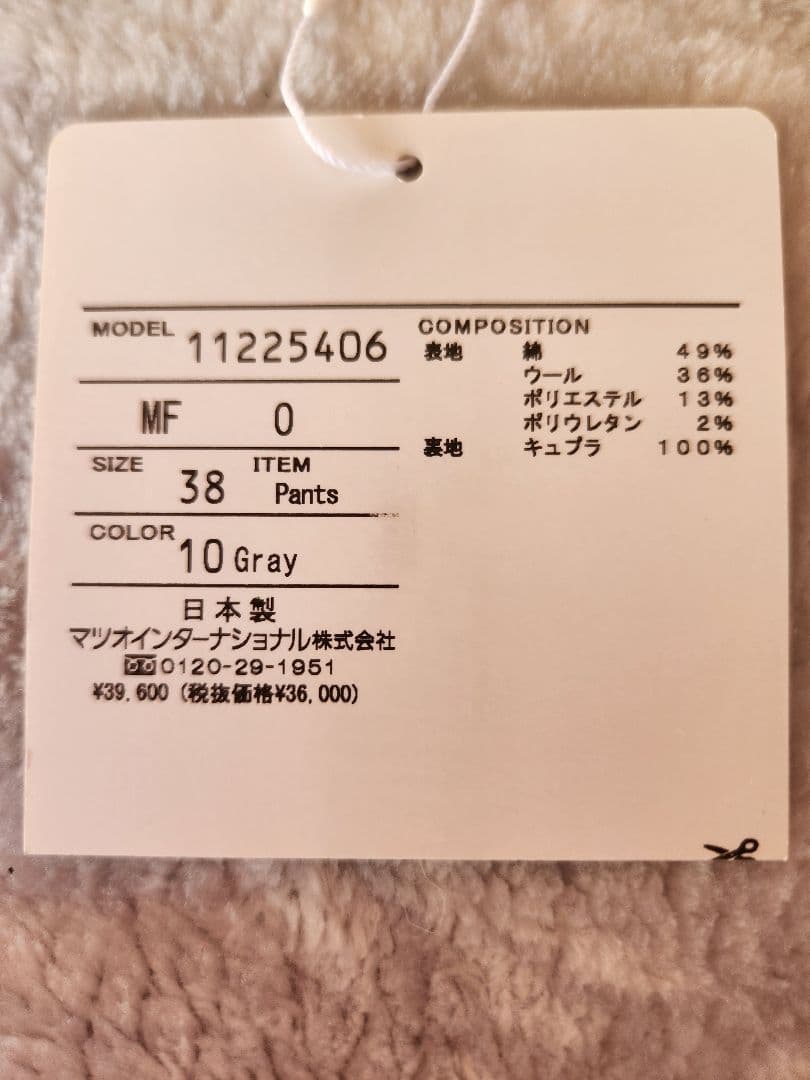 MODEL 11225406
MF 0
SIZE 38 ITEM Pants
COLOR 10 Gray
日本製
マツオインターナショナル株式会社
0120-29-1951
¥39,600 (税抜価格¥36,000)
COMPOSITION
表地 綿 49%
ウール 36%
ポリエステル 13%
ポリウレタン 2%
裏地 キュプラ 100%